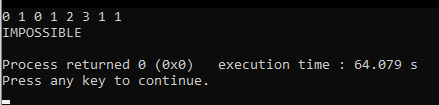 0 1 0 1 2 3 1 1
IMPOSSIBLE
Process returned 0 (0x0)   execution time : 64.079 s
Press any key to continue.